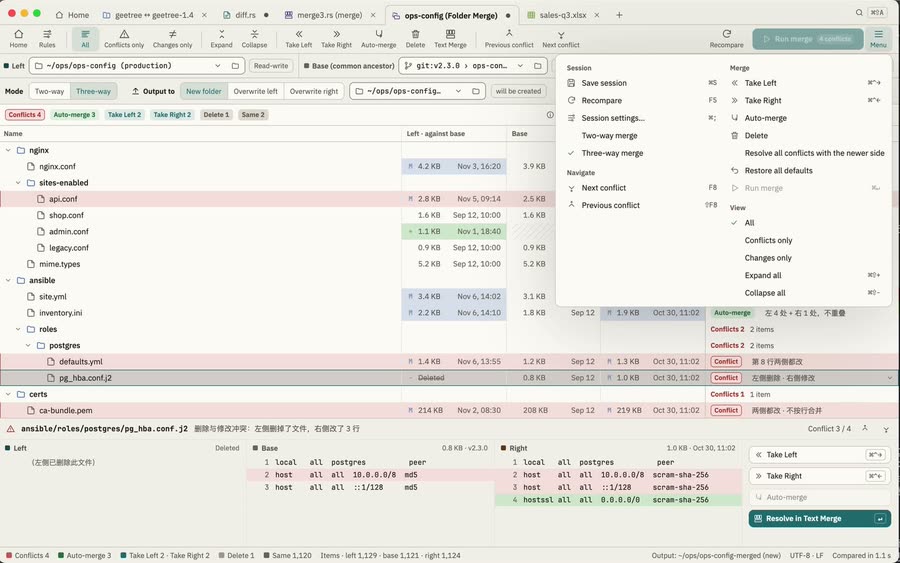 Home
geetree ↔ geetree-1.4
diff.rs
merge3.rs (merge)
ops-config (Folder Merge)
sales-q3.xlsx
Home
Rules
All
Conflicts only
Changes only
Expand
Collapse
Take Left
Take Right
Auto-merge
Delete
Text Merge
Previous conflict
Next conflict
Recompare
Run merge 4 conflicts
Menu
Left
~/ops/ops-config (production)
Read-write
Base (common ancestor)
git:v2.3.0 › ops-con…
Mode
Two-way
Three-way
Output to
New folder
Overwrite left
Overwrite right
~/ops/ops-config…
will be created
Conflicts 4
Auto-merge 3
Take Left 2
Take Right 2
Delete 1
Same 2
Name
Left · against base
Base
nginx
nginx.conf M 4.2 KB Nov 3, 16:20 3.9 KB
sites-enabled
api.conf M 2.8 KB Nov 5, 09:14 2.5 KB
shop.conf 1.6 KB Sep 12, 10:00 1.6 KB
admin.conf + 1.1 KB Nov 1, 18:40
legacy.conf 0.9 KB Sep 12, 10:00 0.9 KB
mime.types 5.2 KB Sep 12, 10:00 5.2 KB
ansible
site.yml M 3.4 KB Nov 6, 14:02 3.1 KB
inventory.ini M 2.2 KB Nov 6, 14:10 1.8 KB Sep 12 M 1.9 KB Oct 30, 11:02 Auto-merge 左 4 处 + 右 1 处，不重叠
roles Conflicts 2 2 items
postgres Conflicts 2 2 items
defaults.yml M 1.4 KB Nov 6, 13:55 1.2 KB Sep 12 M 1.3 KB Oct 30, 11:02 Conflict 第 8 行两侧都改
pg_hba.conf.j2 - Deleted 0.8 KB Sep 12 M 1.0 KB Oct 30, 11:02 Conflict 左侧删除 · 右侧修改
certs Conflicts 1 1 item
ca-bundle.pem M 214 KB Nov 2, 08:30 208 KB Sep 12 M 219 KB Oct 30, 11:02 Conflict 两侧都改 · 不按行合并
Session
Save session ⌘S
Recompare F5
Session settings… ⌘;
Two-way merge
✓ Three-way merge
Navigate
Next conflict F8
Previous conflict ⇧F8
Merge
Take Left
Take Right
Auto-merge
Delete
Resolve all conflicts with the newer side
Restore all defaults
Run merge
View
✓ All
Conflicts only
Changes only
Expand all
Collapse all
ansible/roles/postgres/pg_hba.conf.j2 删除与修改冲突：左侧删掉了文件，右侧改了 3 行
Conflict 3 / 4
Left Deleted
(左侧已删除此文件)
Base 0.8 KB · v2.3.0
1 local all postgres peer
2 host all all 10.0.0.0/8 md5
3 host all all ::1/128 md5
Right 1.0 KB · Oct 30, 11:02
1 local all postgres peer
2 host all all 10.0.0.0/8 scram-sha-256
3 host all all ::1/128 scram-sha-256
4 hostssl all all 0.0.0.0/0 scram-sha-256
Take Left
Take Right
Auto-merge
Resolve in Text Merge
Conflicts 4
Auto-merge 3
Take Left 2 · Take Right 2
Delete 1
Same 1,120
Items · left 1,129 · base 1,121 · right 1,124
Output: ~/ops/ops-config-merged (new)
UTF-8 · LF
Compared in 1.1 s